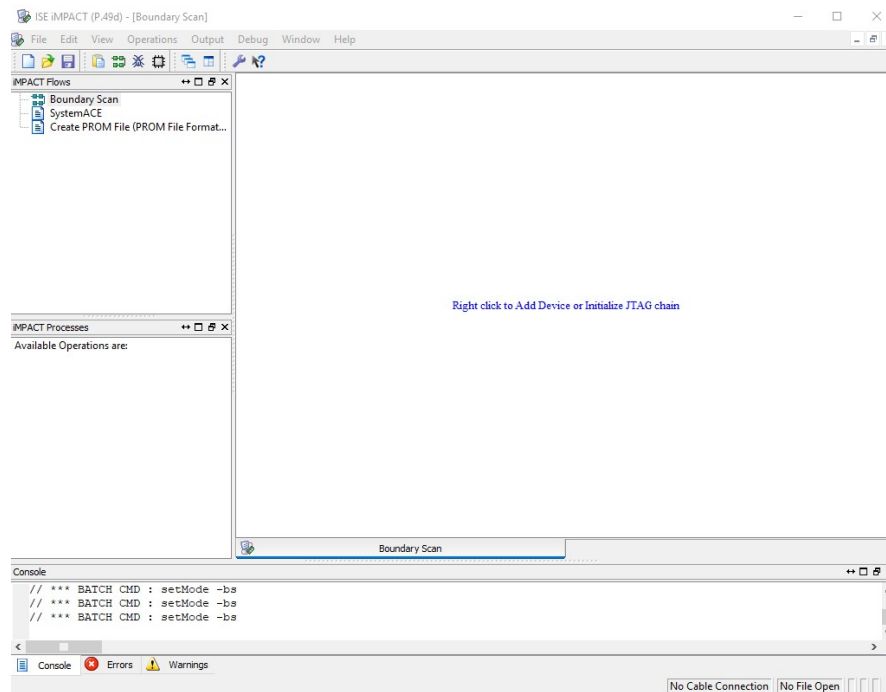 ISE iMPACT (P.49d) - [Boundary Scan]
File Edit View Operations Output Debug Window Help
iMPACT Flows
Boundary Scan
SystemACE
Create PROM File (PROM File Format...
Right click to Add Device or Initialize JTAG chain
iMPACT Processes
Available Operations are:
Boundary Scan
Console
// *** BATCH CMD : setMode -bs
// *** BATCH CMD : setMode -bs
// *** BATCH CMD : setMode -bs
Console Errors Warnings
No Cable Connection No File Open